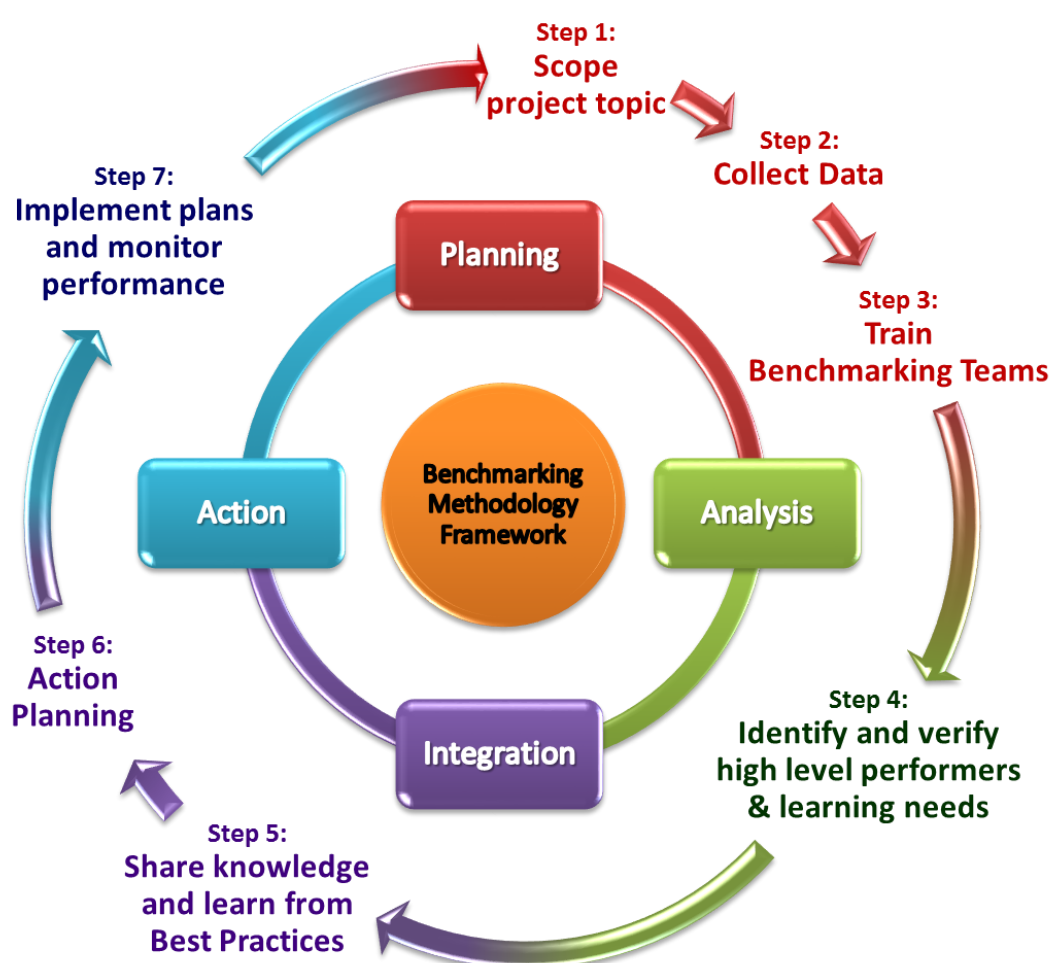 Step 1:
Scope
project topic
Step 2:
Collect Data
Step 3:
Train
Benchmarking Teams
Step 4:
Identify and verify
high level performers
& learning needs
Step 5:
Share knowledge
and learn from
Best Practices
Step 6:
Action
Planning
Step 7:
Implement plans
and monitor
performance
Planning
Analysis
Integration
Action
Benchmarking
Methodology
Framework